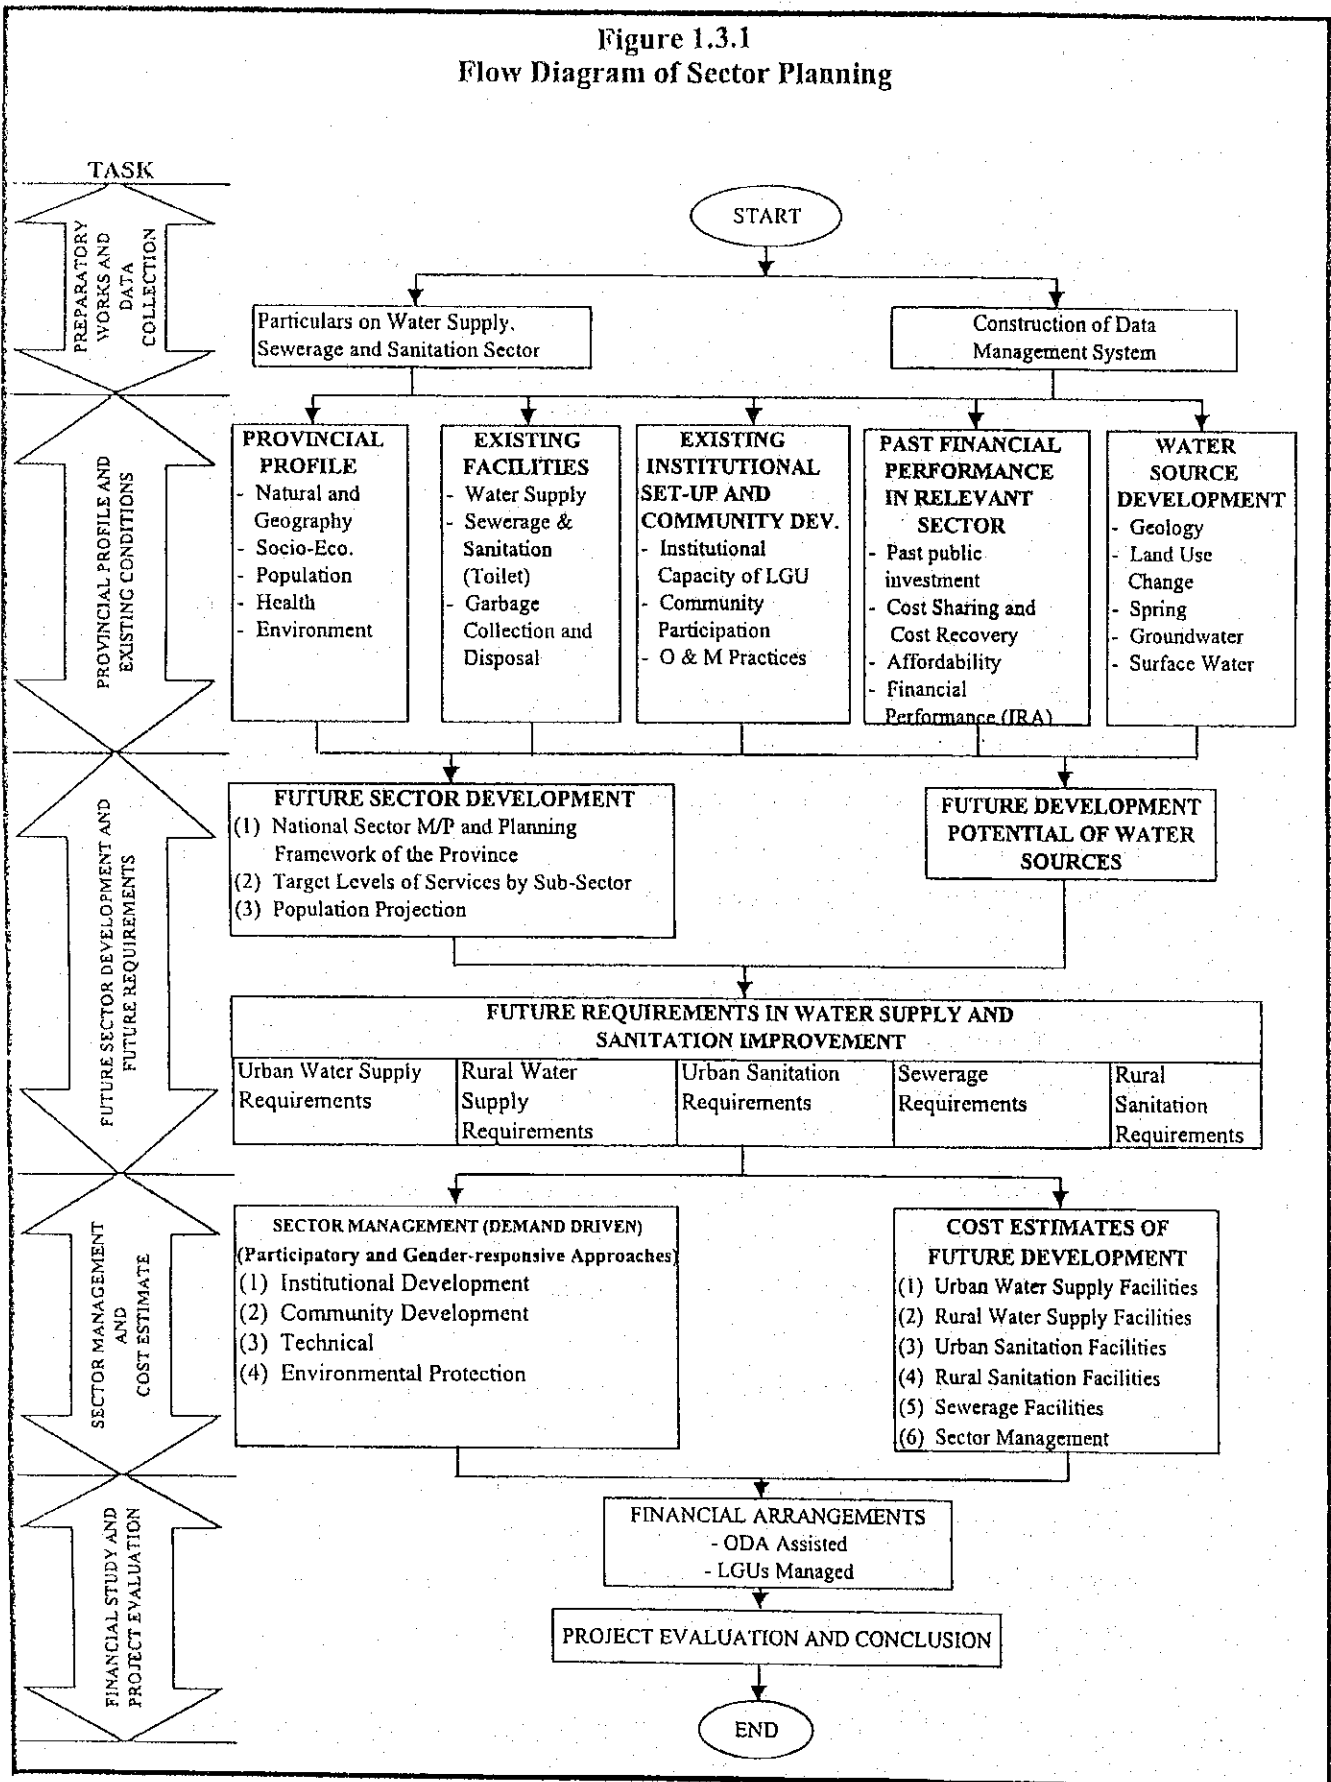 Figure 1.3.1
Flow Diagram of Sector Planning
TASK
PREPARATORY
WORKS AND
DATA
COLLECTION
START
Particulars on Water Supply,
Sewerage and Sanitation Sector
Construction of Data
Management System
PROVINCIAL PROFILE AND
EXISTING CONDITIONS
PROVINCIAL
PROFILE
- Natural and
Geography
- Socio-Eco.
- Population
- Health
- Environment
EXISTING
FACILITIES
- Water Supply
- Sewerage &
Sanitation
(Toilet)
- Garbage
Collection and
Disposal
EXISTING
INSTITUTIONAL
SET-UP AND
COMMUNITY DEV.
- Institutional
Capacity of LGU
- Community
Participation
- O & M Practices
PAST FINANCIAL
PERFORMANCE
IN RELEVANT
SECTOR
- Past public
investment
- Cost Sharing and
Cost Recovery
- Affordability
- Financial
Performance (IRA)
WATER
SOURCE
DEVELOPMENT
- Geology
- Land Use
Change
- Spring
- Groundwater
- Surface Water
FUTURE SECTOR DEVELOPMENT AND
FUTURE REQUIREMENTS
FUTURE SECTOR DEVELOPMENT
(1) National Sector M/P and Planning
Framework of the Province
(2) Target Levels of Services by Sub-Sector
(3) Population Projection
FUTURE DEVELOPMENT
POTENTIAL OF WATER
SOURCES
FUTURE REQUIREMENTS IN WATER SUPPLY AND
SANITATION IMPROVEMENT
Urban Water Supply
Requirements
Rural Water
Supply
Requirements
Urban Sanitation
Requirements
Sewerage
Requirements
Rural
Sanitation
Requirements
SECTOR MANAGEMENT
AND
COST ESTIMATE
SECTOR MANAGEMENT (DEMAND DRIVEN)
(Participatory and Gender-responsive Approaches)
(1) Institutional Development
(2) Community Development
(3) Technical
(4) Environmental Protection
COST ESTIMATES OF
FUTURE DEVELOPMENT
(1) Urban Water Supply Facilities
(2) Rural Water Supply Facilities
(3) Urban Sanitation Facilities
(4) Rural Sanitation Facilities
(5) Sewerage Facilities
(6) Sector Management
FINANCIAL STUDY AND
PROJECT EVALUATION
FINANCIAL ARRANGEMENTS
- ODA Assisted
- LGUs Managed
PROJECT EVALUATION AND CONCLUSION
END